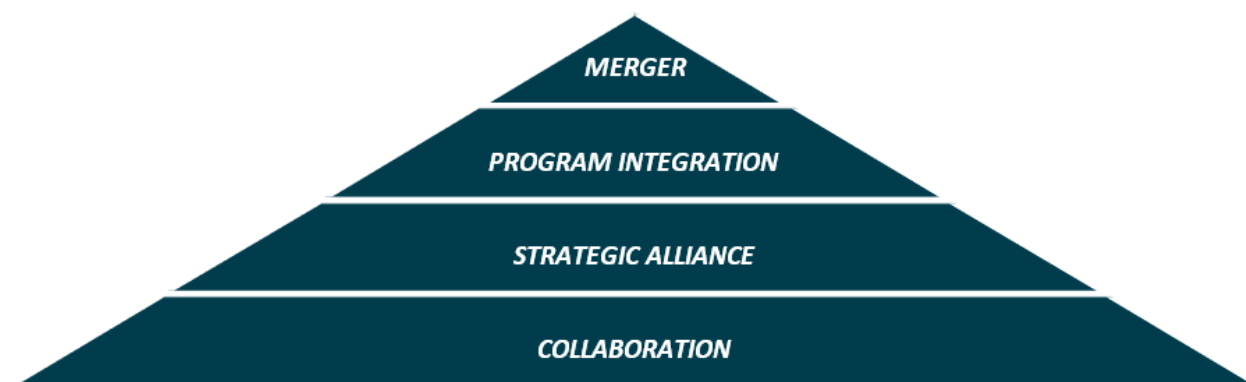 MERGER
PROGRAM INTEGRATION
STRATEGIC ALLIANCE
COLLABORATION